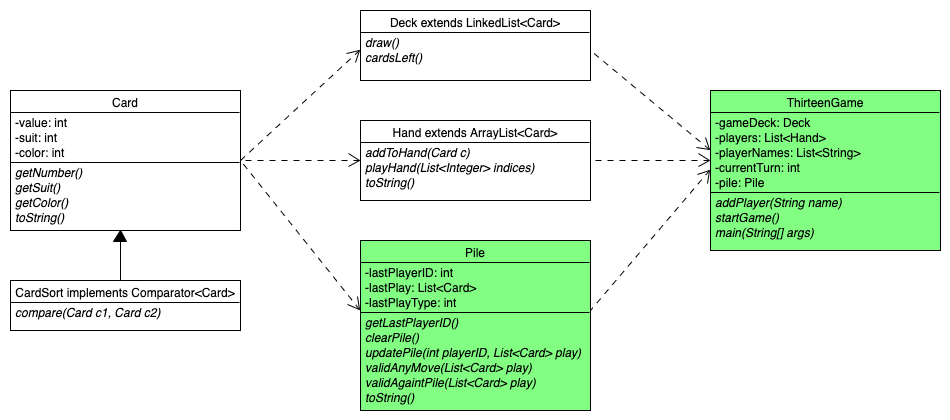 Deck extends LinkedList<Card>
draw()
cardsLeft()
Card
-value: int
-suit: int
-color: int
getNumber()
getSuit()
getColor()
toString()
Hand extends ArrayList<Card>
addToHand(Card c)
playHand(List<Integer> indices)
toString()
ThirteenGame
-gameDeck: Deck
-players: List<Hand>
-playerNames: List<String>
-currentTurn: int
-pile: Pile
addPlayer(String name)
startGame()
main(String[] args)
Pile
-lastPlayerID: int
-lastPlay: List<Card>
-lastPlayType: int
getLastPlayerID()
clearPile()
updatePile(int playerID, List<Card> play)
validAnyMove(List<Card> play)
validAgaintPile(List<Card> play)
toString()
CardSort implements Comparator<Card>
compare(Card c1, Card c2)